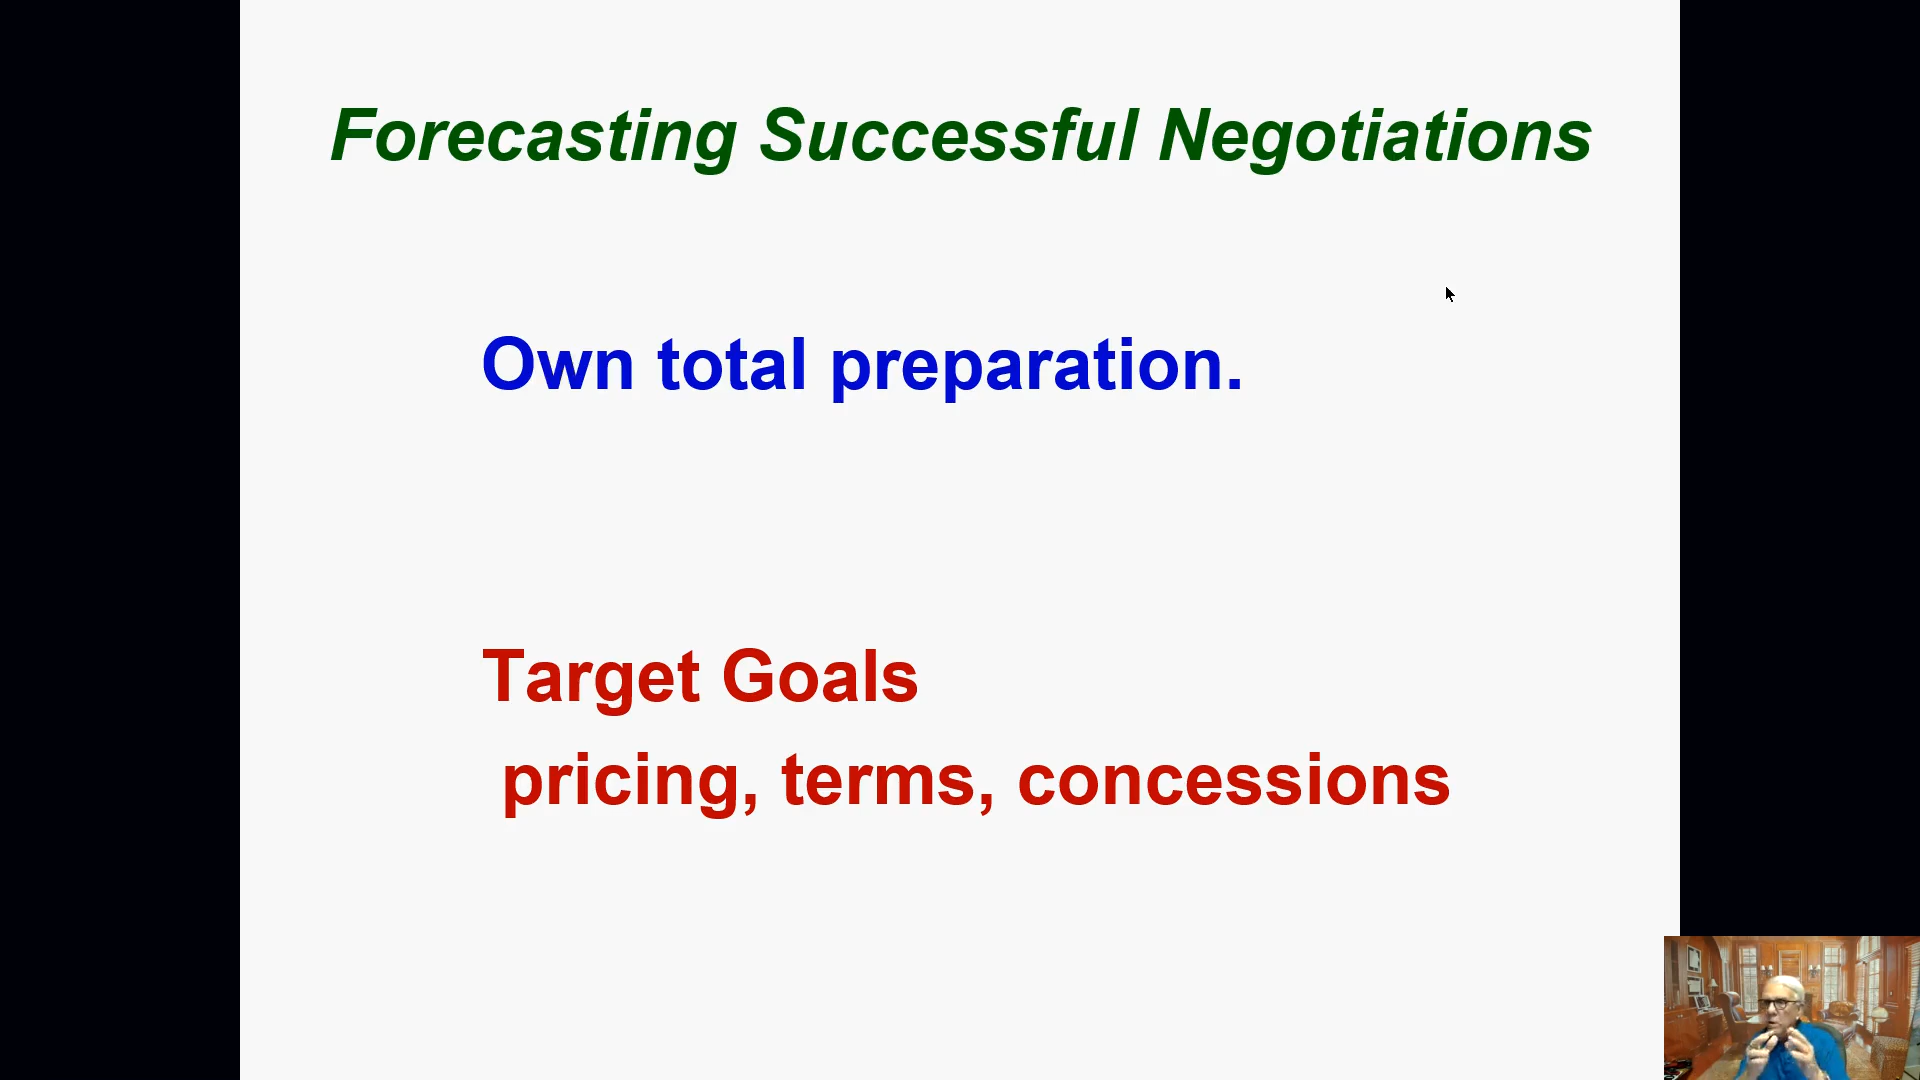 Forecasting Successful Negotiations
Own total preparation.
Target Goals
pricing, terms, concessions